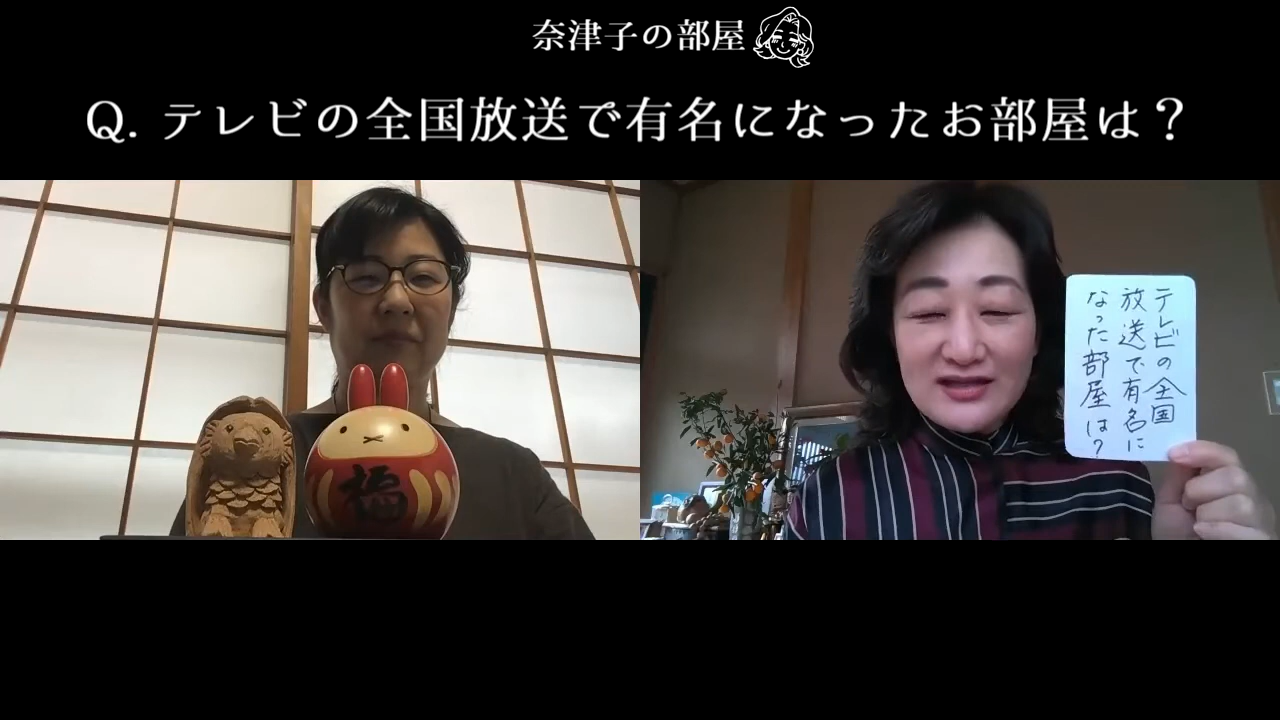 奈津子の部屋
Q. テレビの全国放送で有名になったお部屋は？
福
テレビの全国
放送で有名に
なった部屋は？